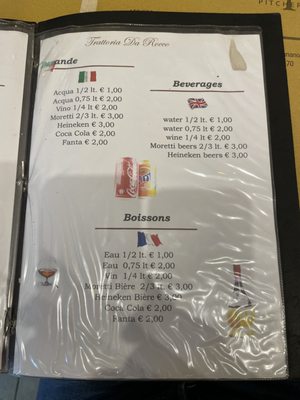 PITCHER
70
Trattoria Da Rocco
Acqua 1/2 lt. € 1,00
Acqua 0,75 lt € 2,00
Vino 1/4 lt € 2,00
Moretti 2/3 lt. € 3,00
Heineken € 3,00
Coca Cola € 2,00
Fanta € 2,00
Beverages
water 1/2 lt. € 1,00
water 0,75 lt € 2,00
wine 1/4 lt € 2,00
Moretti beers 2/3 lt. € 3,00
Heineken beers € 3,00
Coca-Cola
Boissons
Eau 1/2 lt. € 1,00
Eau 0,75 lt € 2,00
Vin 1/4 lt € 2,00
Moretti Bière 2/3 lt. € 3,00
Heineken Bière € 3,00
Coca Cola € 2,00
Fanta € 2,00